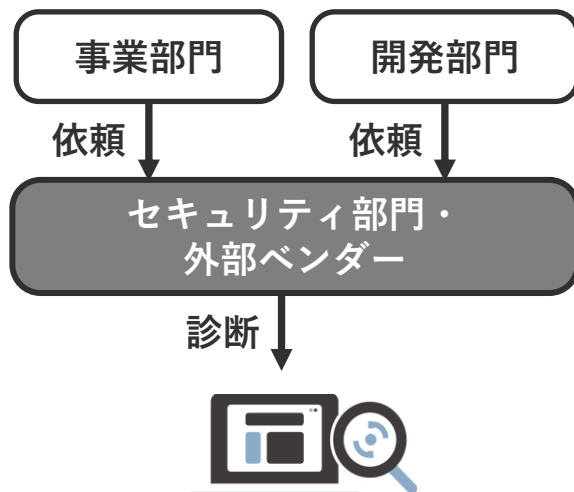 事業部門
開発部門
依頼
依頼
セキュリティ部門・
外部ベンダー
診断